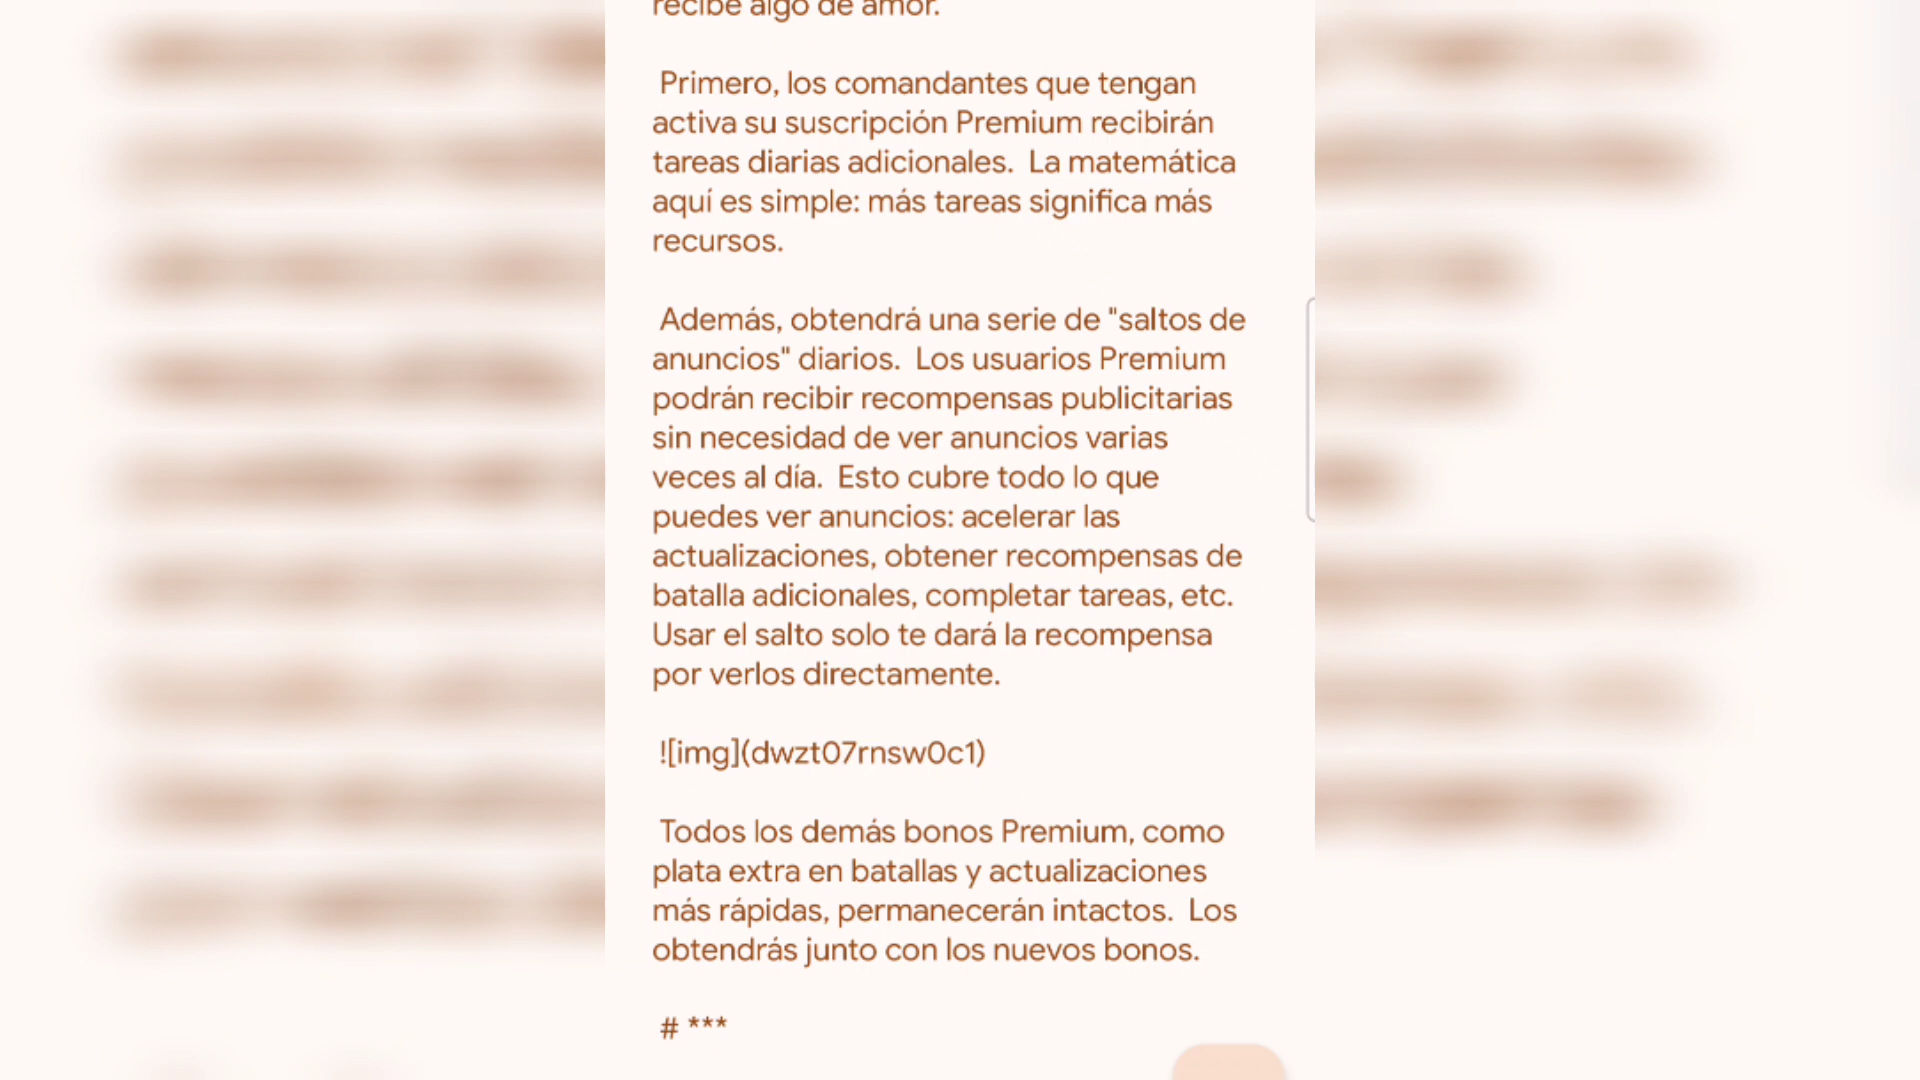 recibe algo de amor.
Primero, los comandantes que tengan
activa su suscripción Premium recibirán
tareas diarias adicionales.  La matemática
aquí es simple: más tareas significa más
recursos.
Además, obtendrá una serie de "saltos de
anuncios" diarios.  Los usuarios Premium
podrán recibir recompensas publicitarias
sin necesidad de ver anuncios varias
veces al día.  Esto cubre todo lo que
puedes ver anuncios: acelerar las
actualizaciones, obtener recompensas de
batalla adicionales, completar tareas, etc.
Usar el salto solo te dará la recompensa
por verlos directamente.
![img](dwzt07rnsw0c1)
Todos los demás bonos Premium, como
plata extra en batallas y actualizaciones
más rápidas, permanecerán intactos.  Los
obtendrás junto con los nuevos bonos.
# ***